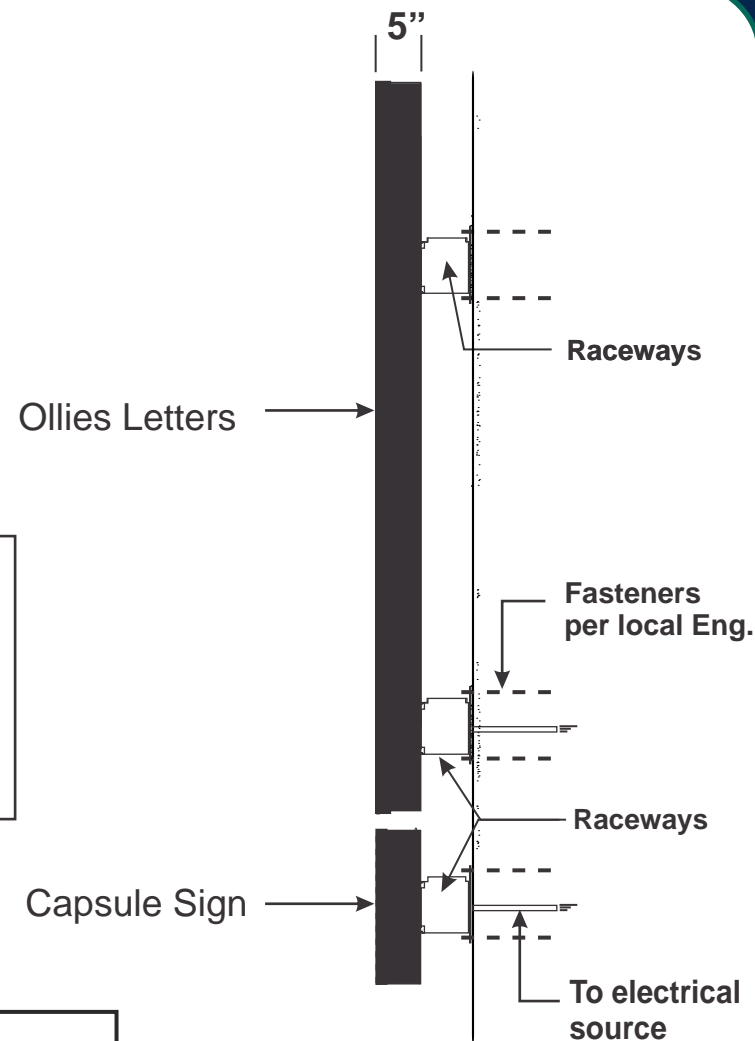 5”
Raceways
Ollies Letters
Fasteners
per local Eng.
Raceways
Capsule Sign
To electrical
source